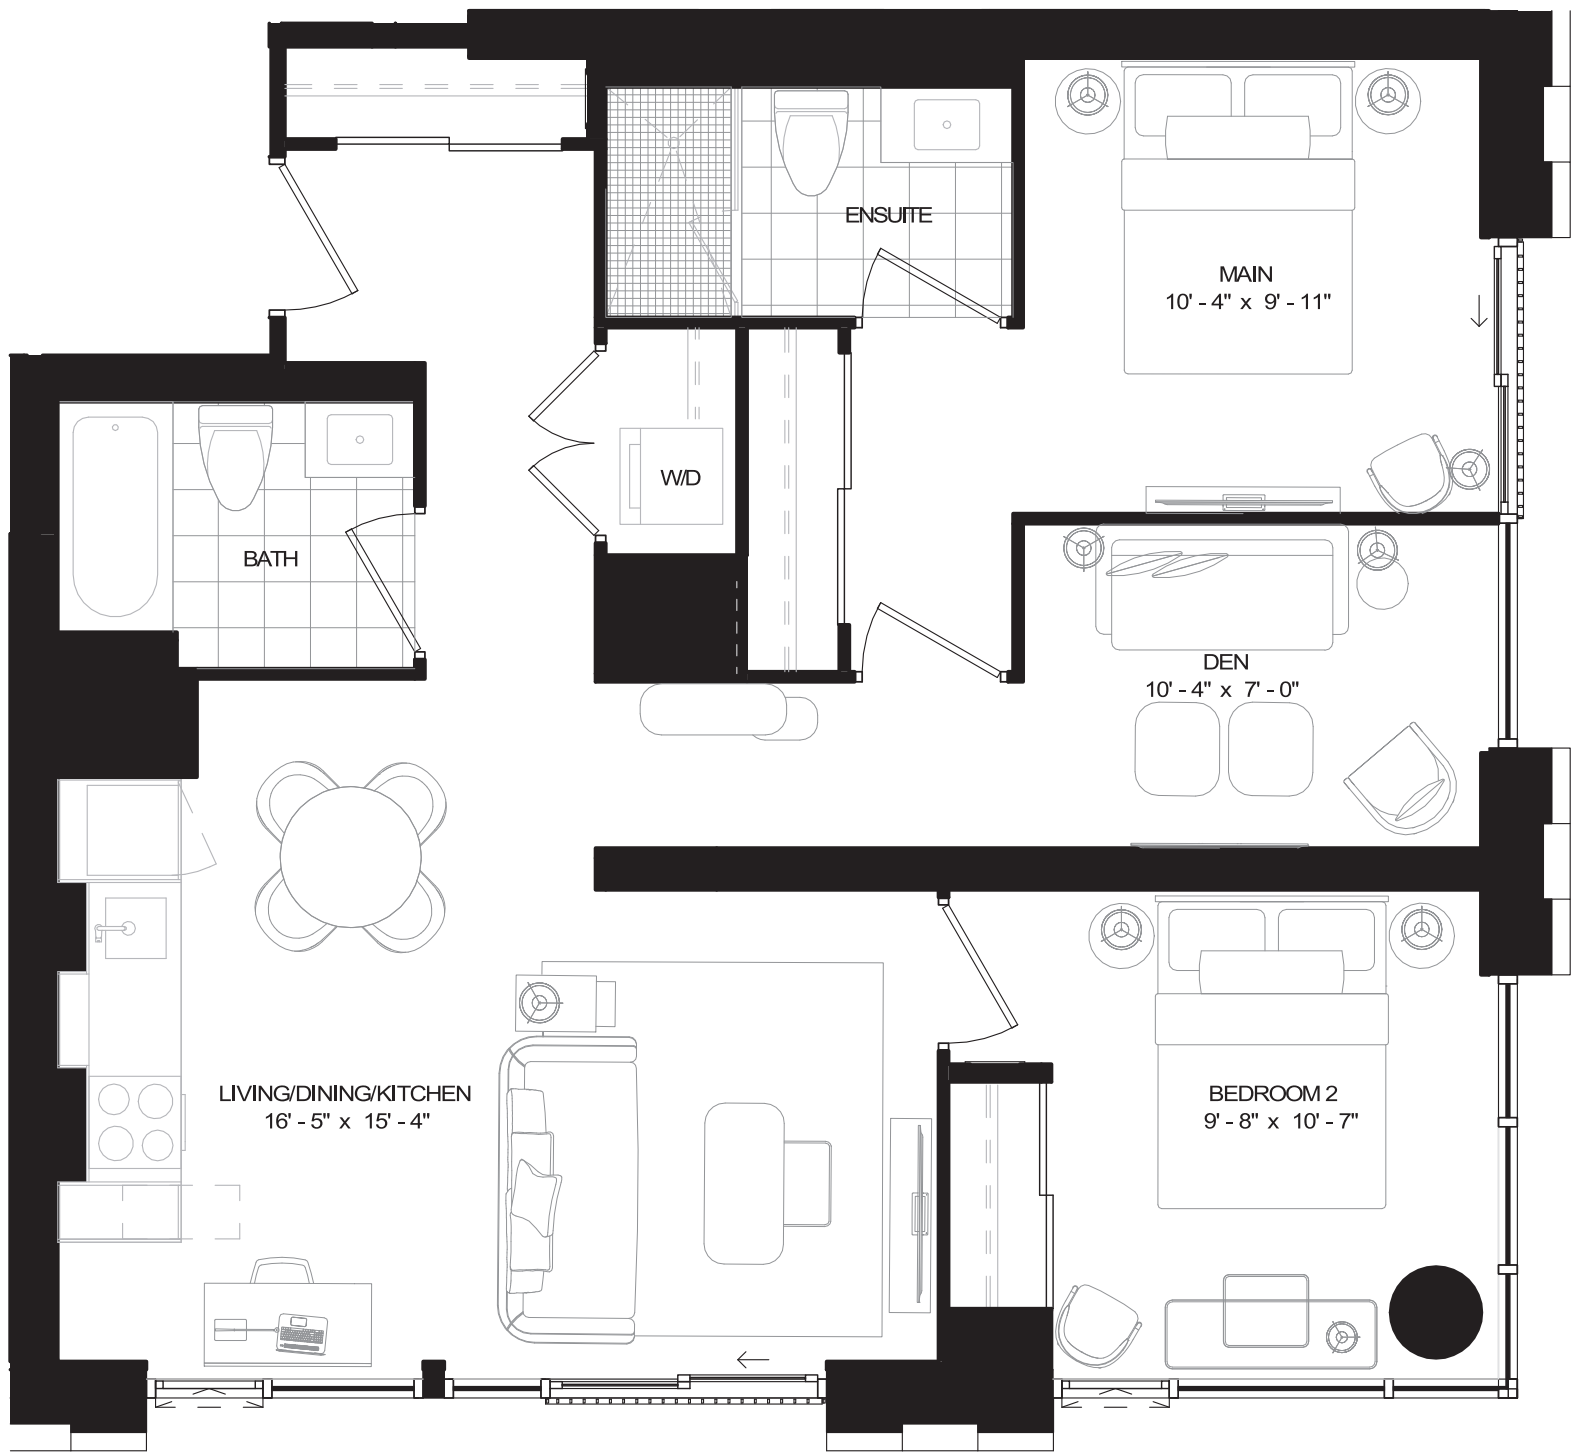 ENSUITE
MAIN
10' - 4" x 9' - 11"
W/D
BATH
DEN
10' - 4" x 7' - 0"
LIVING/DINING/KITCHEN
16' - 5" x 15' - 4"
BEDROOM 2
9' - 8" x 10' - 7"